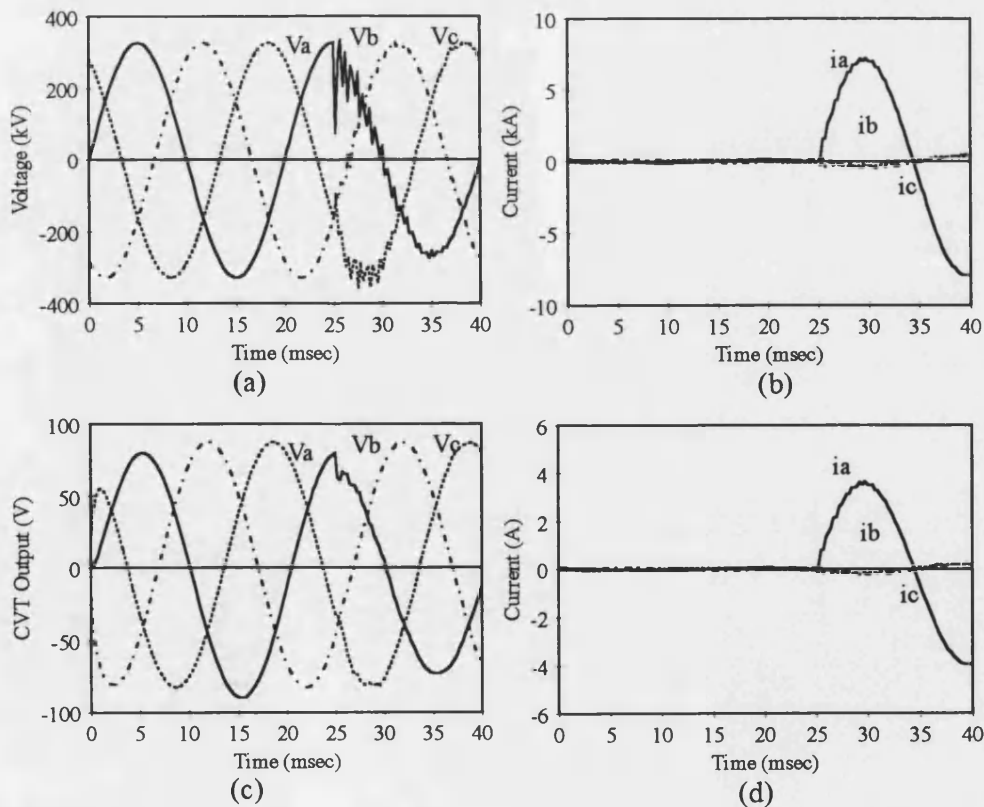 400
200
0
-200
-400
Voltage (kV)
Va
Vb
Vc
0 5 10 15 20 25 30 35 40
Time (msec)
(a)
10
5
0
-5
-10
Current (kA)
ia
ib
ic
0 5 10 15 20 25 30 35 40
Time (msec)
(b)
100
50
0
-50
-100
CVT Output (V)
Va
Vb
Vc
0 5 10 15 20 25 30 35 40
Time (msec)
(c)
6
4
2
0
-2
-4
-6
Current (A)
ia
ib
ic
0 5 10 15 20 25 30 35 40
Time (msec)
(d)